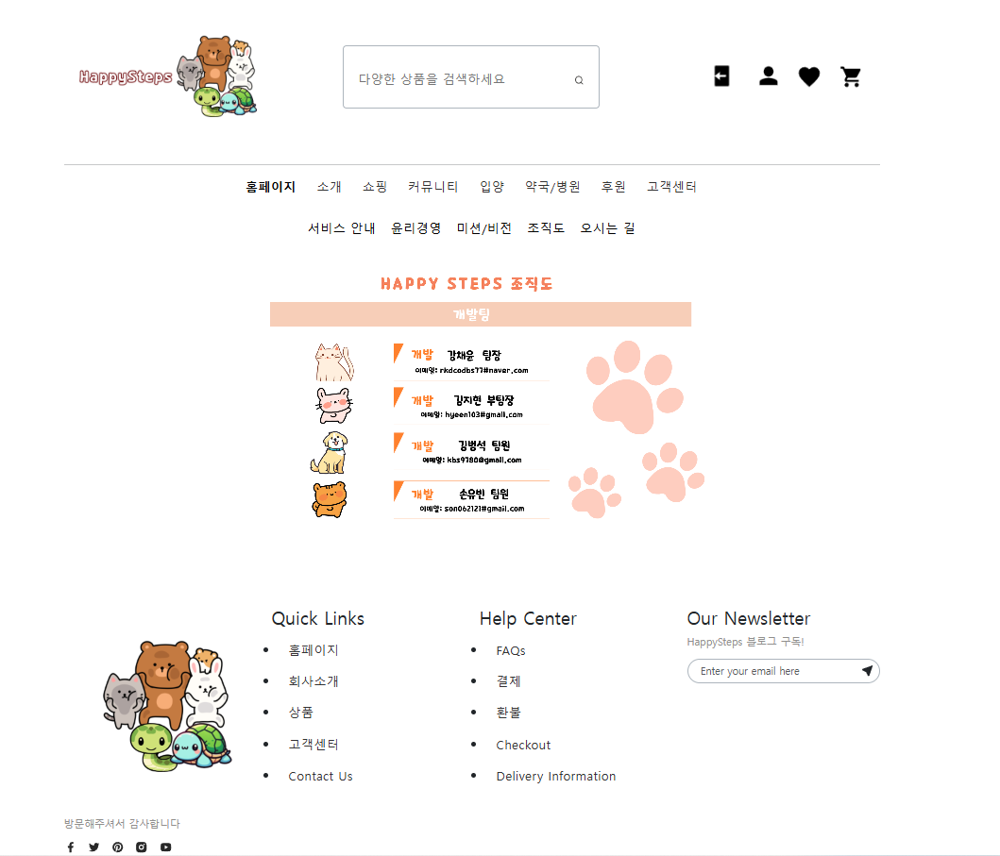 HappySteps
다양한 상품을 검색하세요
홈페이지 소개 쇼핑 커뮤니티 입양 약국/병원 후원 고객센터
서비스 안내 윤리경영 미션/비전 조직도 오시는 길
HAPPY STEPS 조직도
개발팀
개발 강채윤 팀장
이메일: rkdcodbs77#naver.com
개발 김지현 부팀장
이메일: hyeen103#gmail.com
개발 김범석 팀원
이메일: kbs9780@gmail.com
개발 손유빈 팀원
이메일: son062121#gmail.com
Quick Links
홈페이지
회사소개
상품
고객센터
Contact Us
Help Center
FAQs
결제
환불
Checkout
Delivery Information
Our Newsletter
HappySteps 블로그 구독!
Enter your email here
방문해주셔서 감사합니다